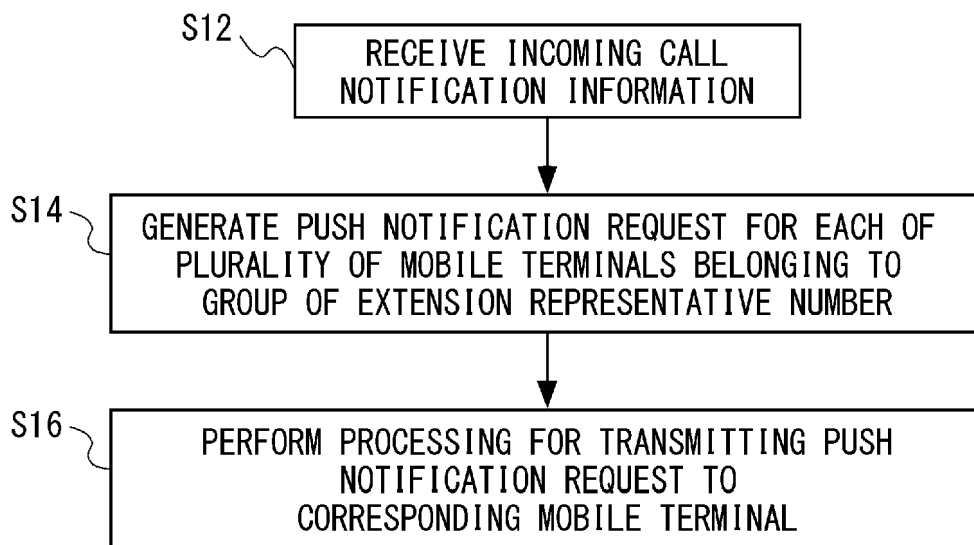 S12
RECEIVE INCOMING CALL
NOTIFICATION INFORMATION
S14
GENERATE PUSH NOTIFICATION REQUEST FOR EACH OF
PLURALITY OF MOBILE TERMINALS BELONGING TO
GROUP OF EXTENSION REPRESENTATIVE NUMBER
S16
PERFORM PROCESSING FOR TRANSMITTING PUSH
NOTIFICATION REQUEST TO
CORRESPONDING MOBILE TERMINAL